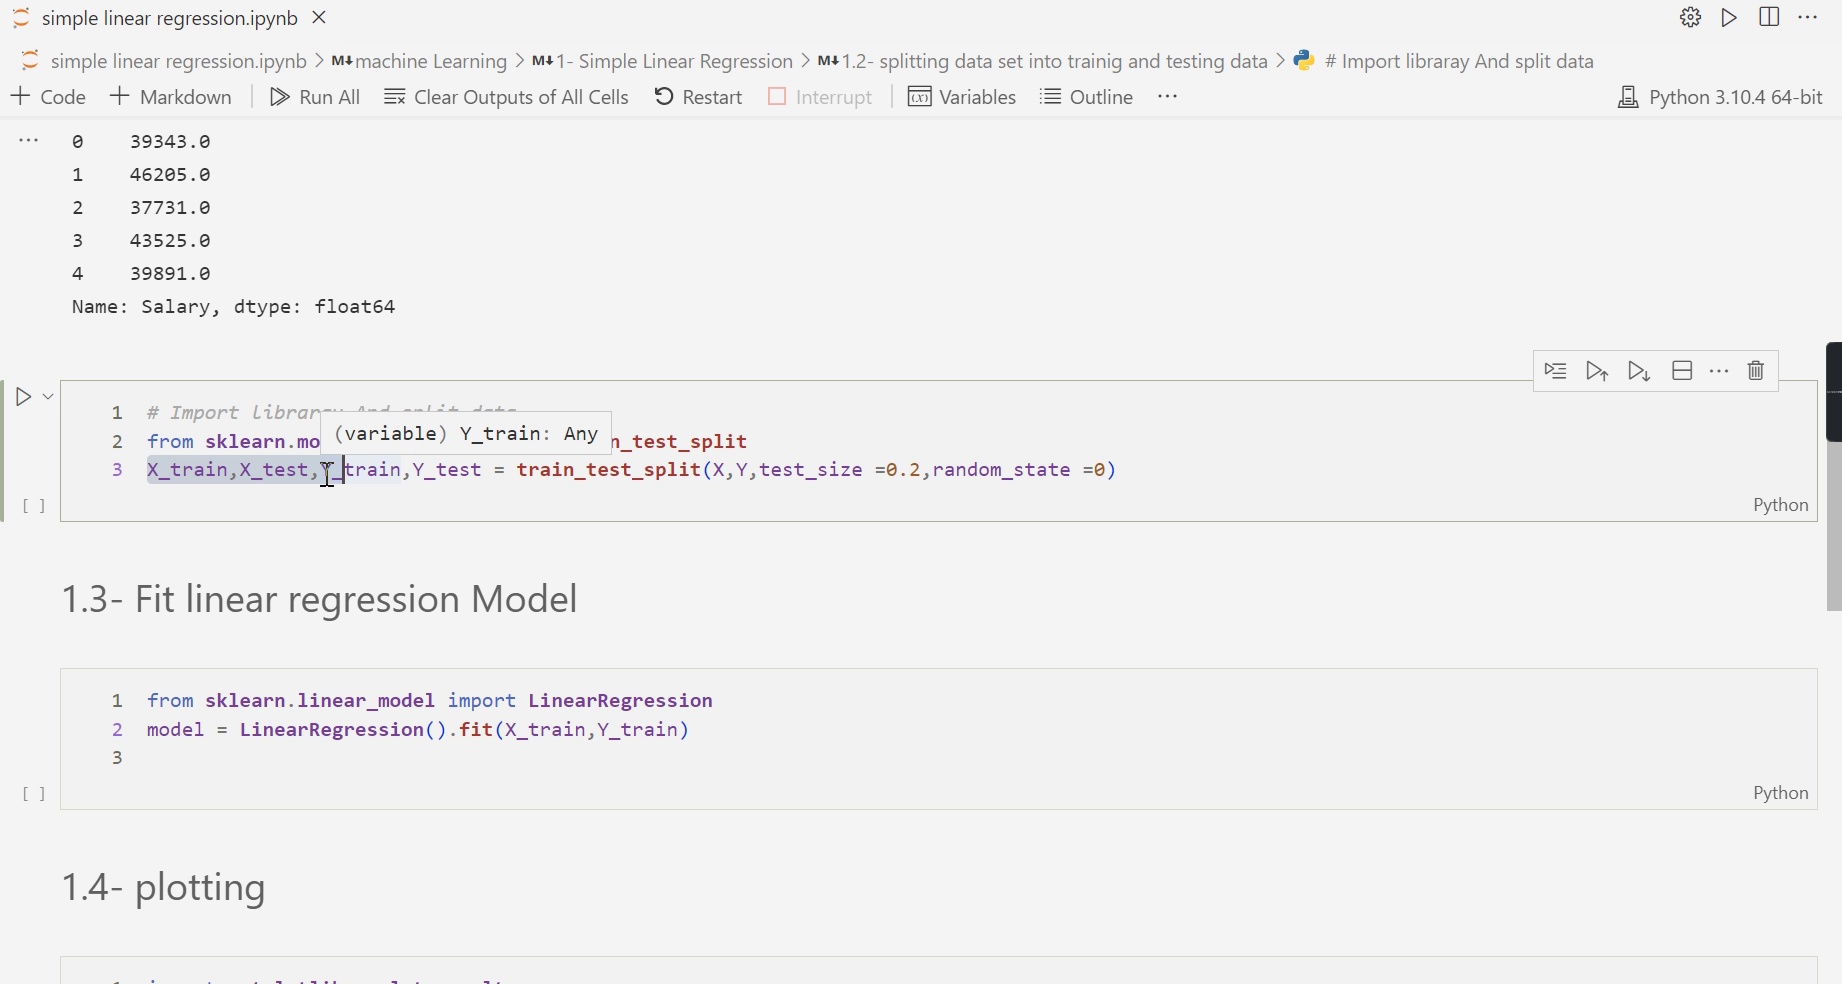 simple linear regression.ipynb
simple linear regression.ipynb > M↓ machine Learning > M↓ 1- Simple Linear Regression > M↓ 1.2- splitting data set into trainig and testing data > # Import libraray And split data
+ Code + Markdown Run All Clear Outputs of All Cells Restart Interrupt Variables Outline ... Python 3.10.4 64-bit
0 39343.0
1 46205.0
2 37731.0
3 43525.0
4 39891.0
Name: Salary, dtype: float64
1 # Import libraray And split data
(variable) Y_train: Any
2 from sklearn.mo n_test_split
3 X_train,X_test,Y_train,Y_test = train_test_split(X,Y,test_size =0.2,random_state =0)
[ ] Python
1.3- Fit linear regression Model
1 from sklearn.linear_model import LinearRegression
2 model = LinearRegression().fit(X_train,Y_train)
3
[ ] Python
1.4- plotting